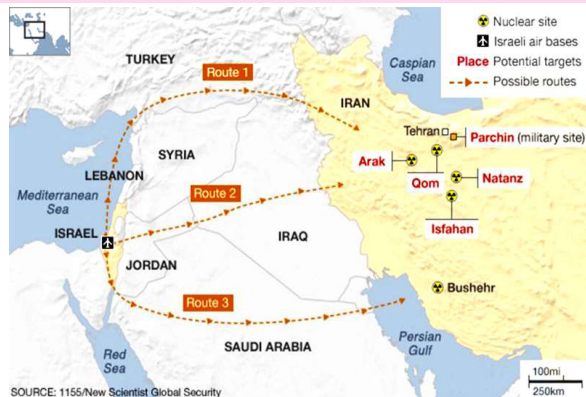 Nuclear site
Israeli air bases
Place Potential targets
Possible routes
TURKEY
Caspian
Sea
Route 1
IRAN
Tehran
Parchin (military site)
SYRIA
Arak
LEBANON
Qom
Natanz
Mediterranean
Sea
Route 2
Isfahan
ISRAEL
IRAQ
JORDAN
Bushehr
Route 3
Persian
Gulf
Red
Sea
SAUDI ARABIA
100mi
250km
SOURCE: 1155/New Scientist Global Security